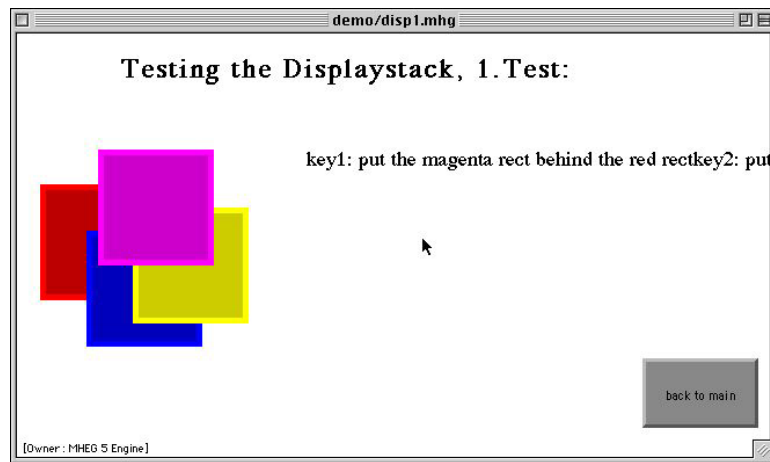 demo/disp1.mhg
Testing the Displaystack, 1.Test:
key1: put the magenta rect behind the red rectkey2: put
back to main
[Owner : MHEG 5 Engine]